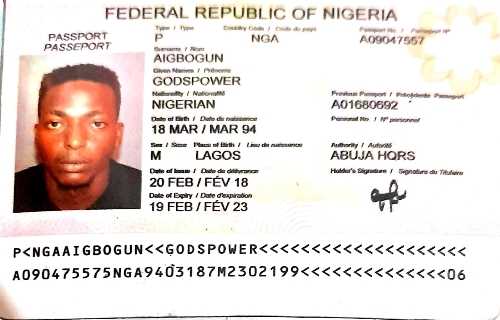 FEDERAL REPUBLIC OF NIGERIA
PASSPORT
PASSEPORT
Type / Type Country Code / Code du pays Passport No / Passeport N°
P NGA A09047557
Surname / Nom
AIGBOGUN
Given Names / Prénoms
GODSPOWER
Nationality / Nationalité Previous Passport / Précédente Passeport
NIGERIAN A01680692
Date of Birth / Date de naissance Personal No / N° personnel
18 MAR / MAR 94
Sex / Sexe Place of Birth / Lieu de naissance Authority / Autorité
M LAGOS ABUJA HQRS
Date of Issue / Date de délivrance Holder's Signature / Signature du Titulaire
20 FEB / FÉV 18
Date of Expiry / Date d'expiration
19 FEB / FÉV 23
P<NGAAIGBOGUN<<GODSPOWER<<<<<<<<<<<<<<<<<<<<
A090475575NGA9403187M2302199<<<<<<<<<<<<<<06